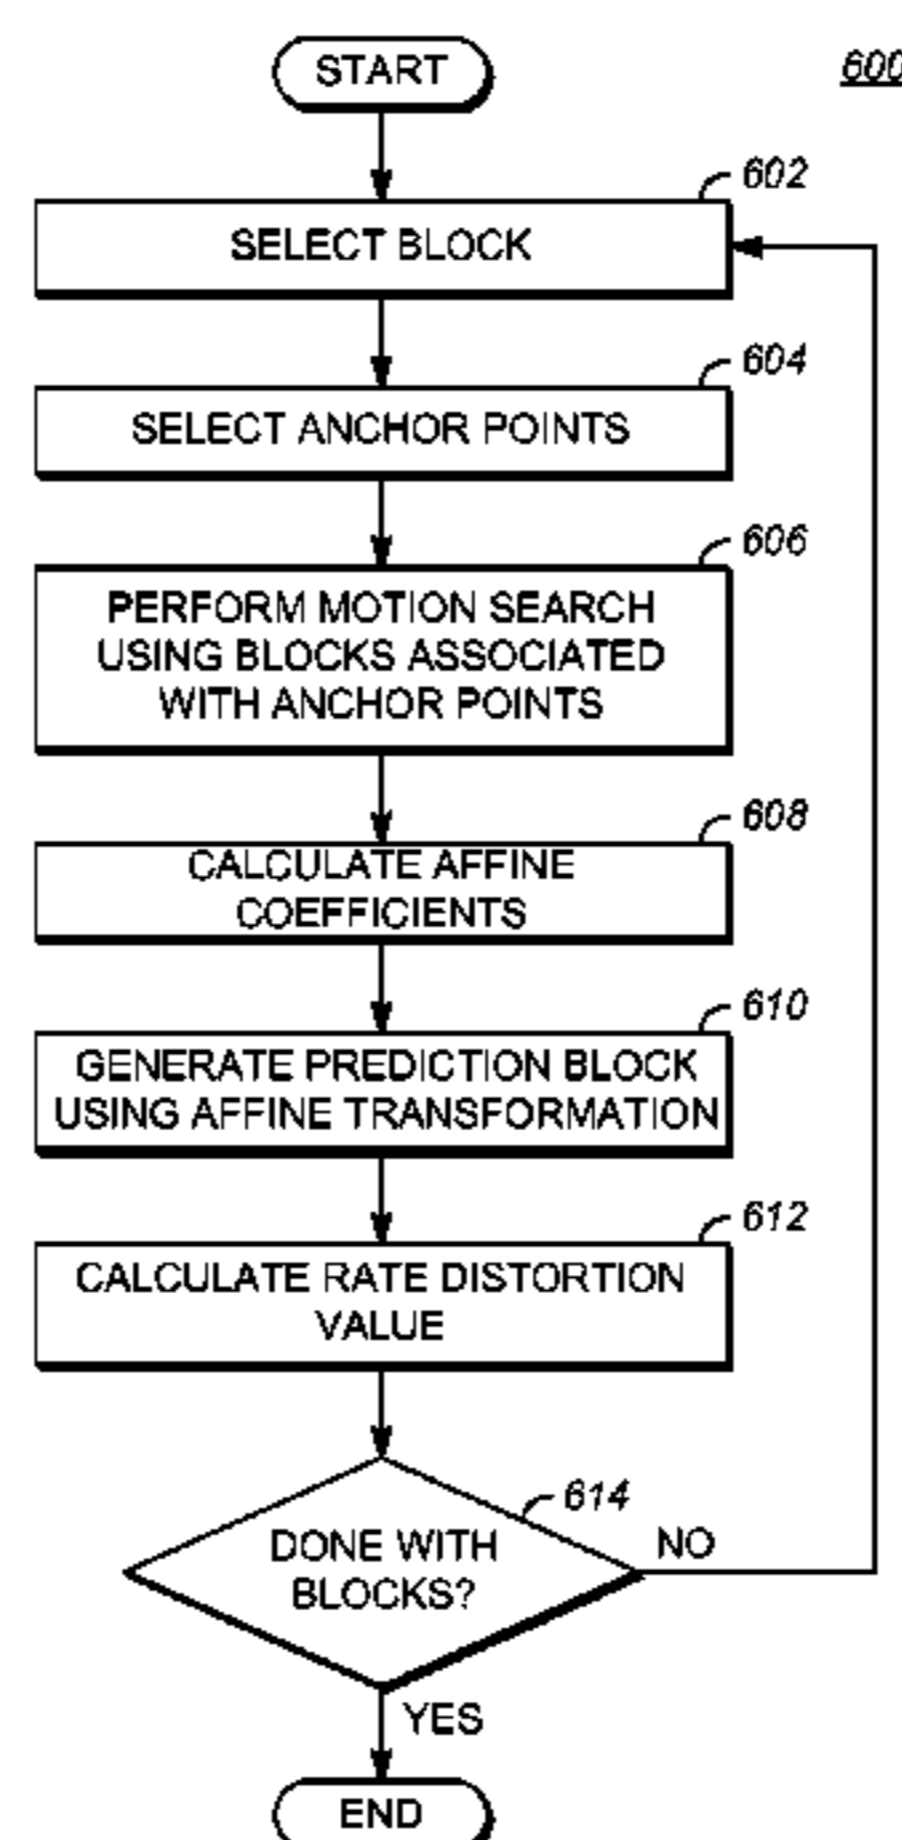 START
600
602
SELECT BLOCK
604
SELECT ANCHOR POINTS
606
PERFORM MOTION SEARCH
USING BLOCKS ASSOCIATED
WITH ANCHOR POINTS
608
CALCULATE AFFINE
COEFFICIENTS
610
GENERATE PREDICTION BLOCK
USING AFFINE TRANSFORMATION
612
CALCULATE RATE DISTORTION
VALUE
614
DONE WITH
BLOCKS?
NO
YES
END